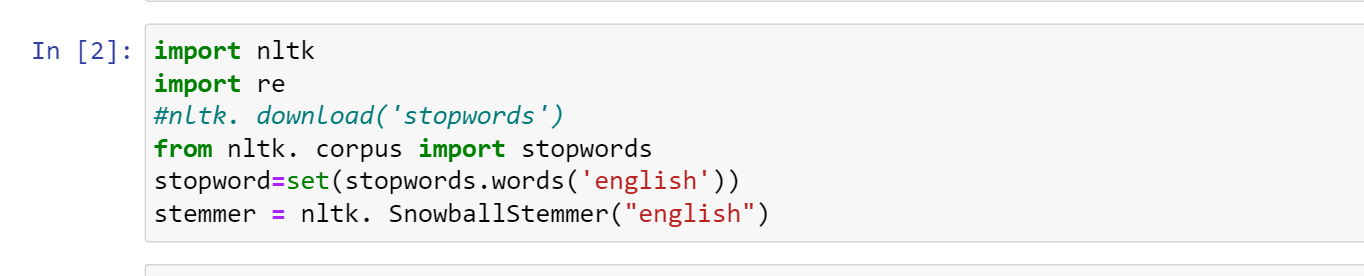 In [2]: import nltk
import re
#nltk. download('stopwords')
from nltk. corpus import stopwords
stopword=set(stopwords.words('english'))
stemmer = nltk. SnowballStemmer("english")